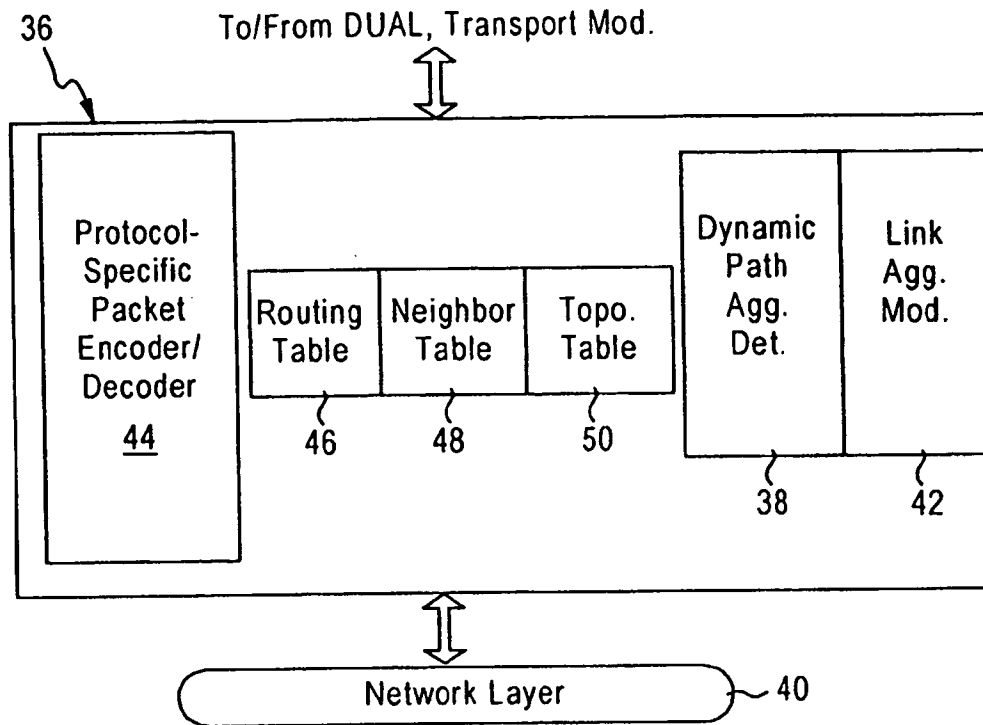 36
To/From DUAL, Transport Mod.
Protocol-
Specific
Packet
Encoder/
Decoder
44
Routing
Table
46
Neighbor
Table
48
Topo.
Table
50
Dynamic
Path
Agg.
Det.
38
Link
Agg.
Mod.
42
Network Layer
40